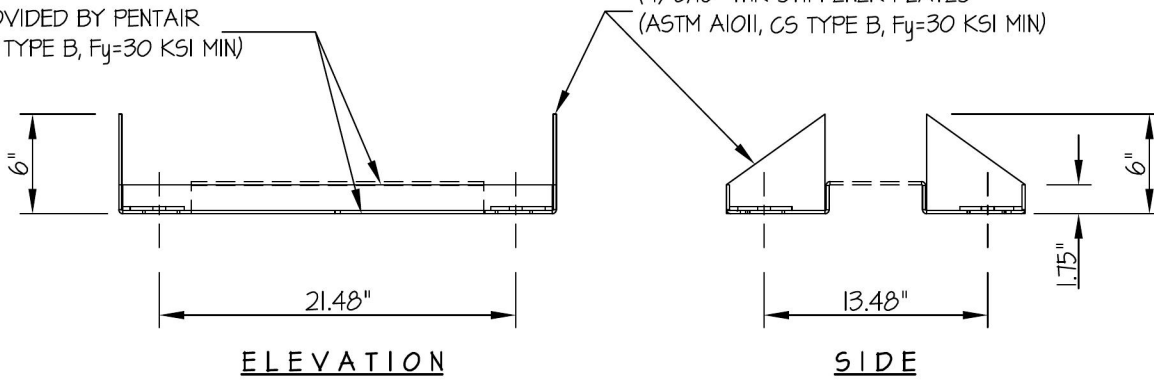 BY PENTAIR
TYPE B, Fy=30 KSI MIN)
(ASTM A1011, CS TYPE B, Fy=30 KSI MIN)
6"
6"
1.75"
21.48"
13.48"
ELEVATION
SIDE